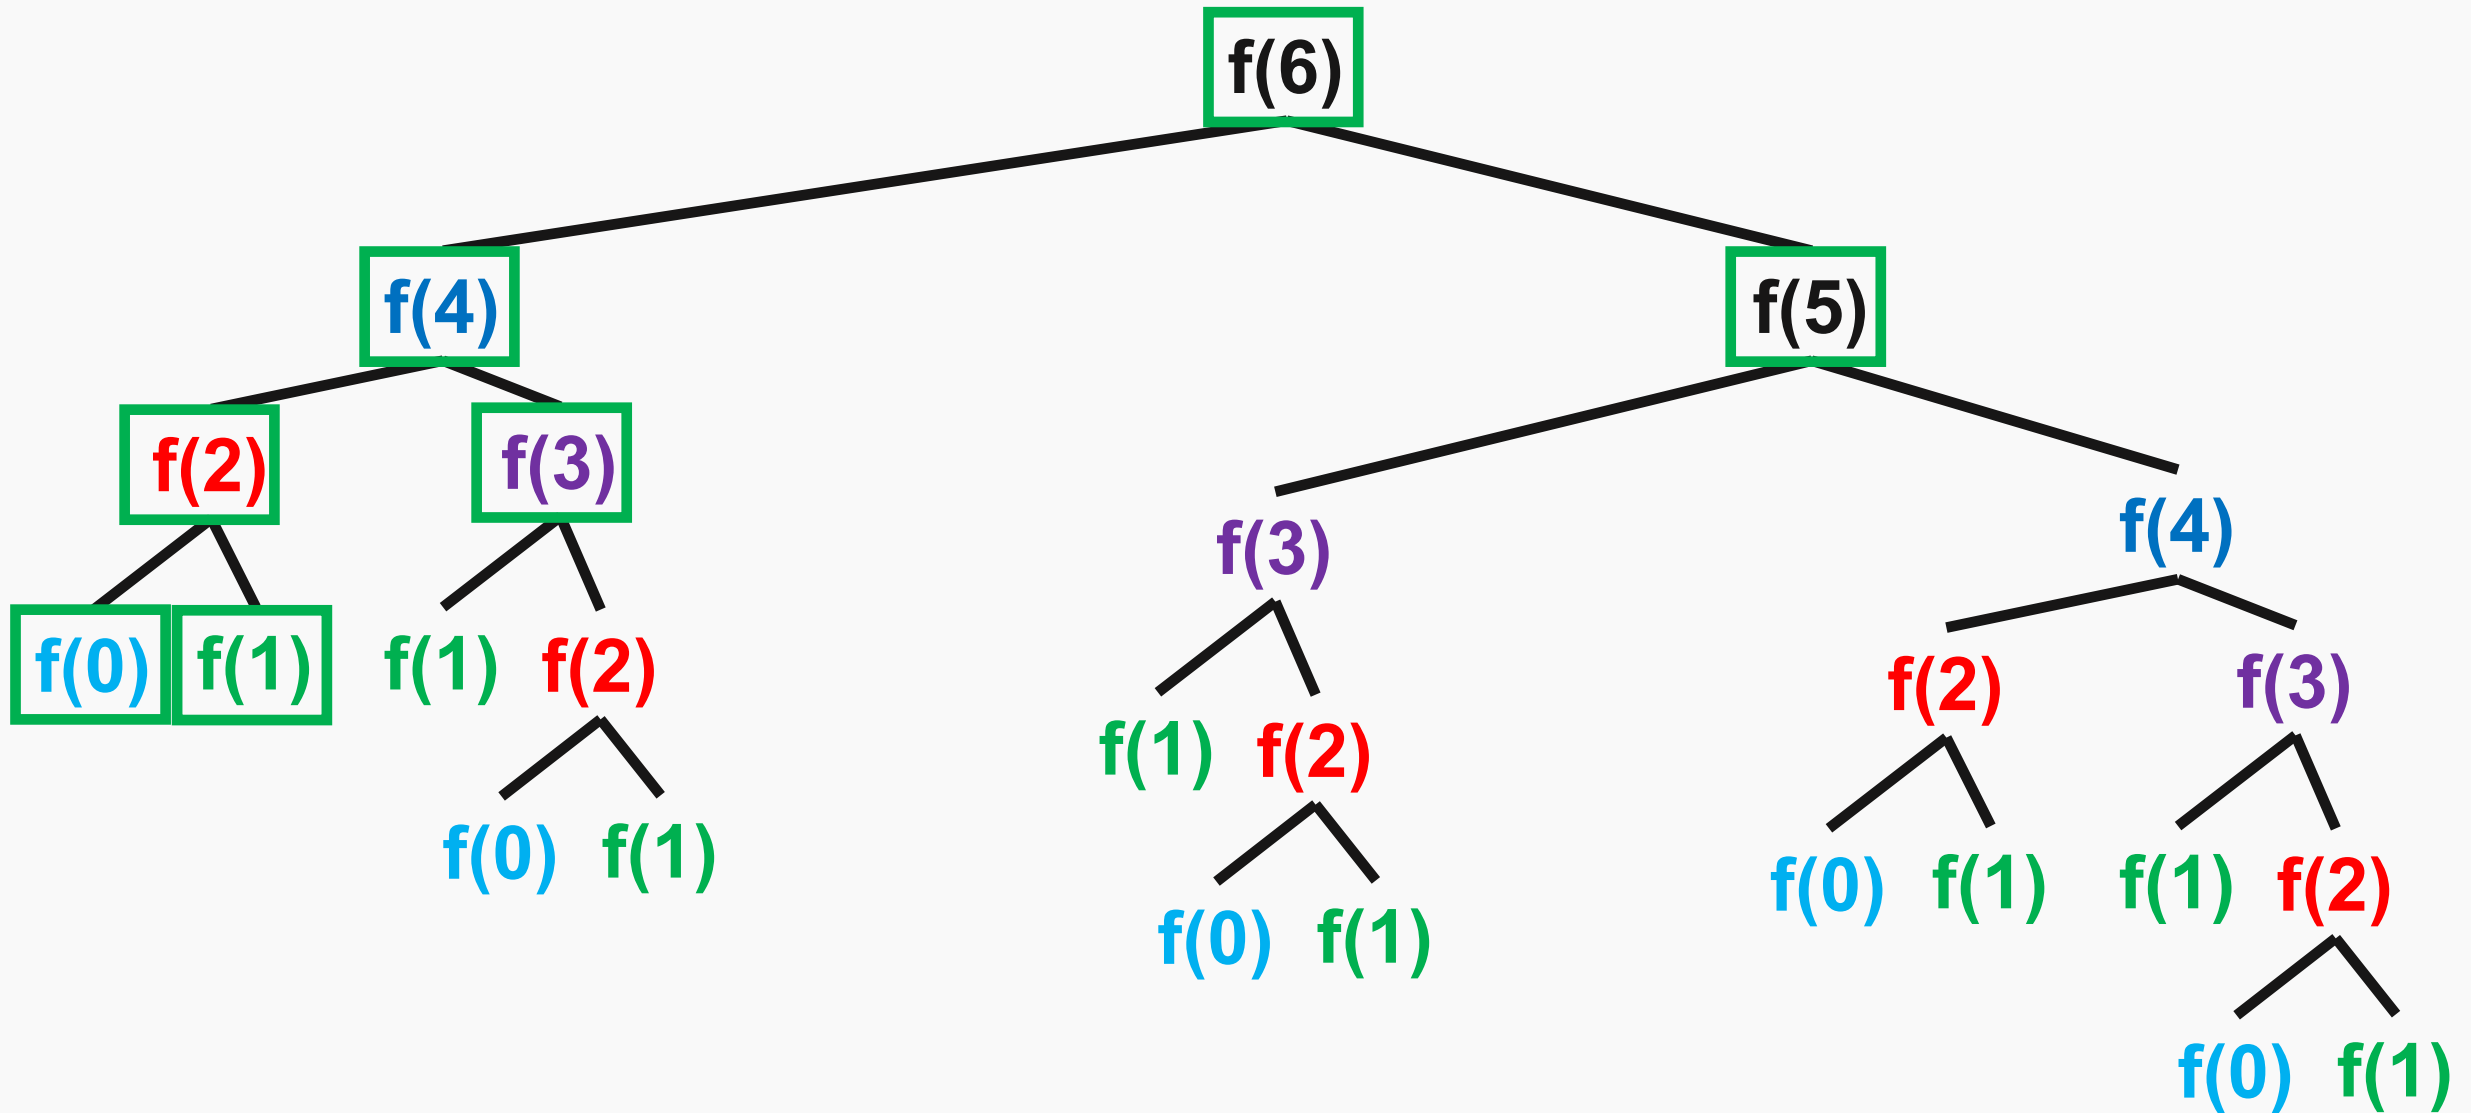 f(6)
f(4) f(5)
f(2) f(3)
f(3) f(4)
f(0) f(1) f(1) f(2)
f(2) f(3)
f(1) f(2)
f(0) f(1)
f(0) f(1) f(1) f(2)
f(0) f(1)
f(0) f(1)